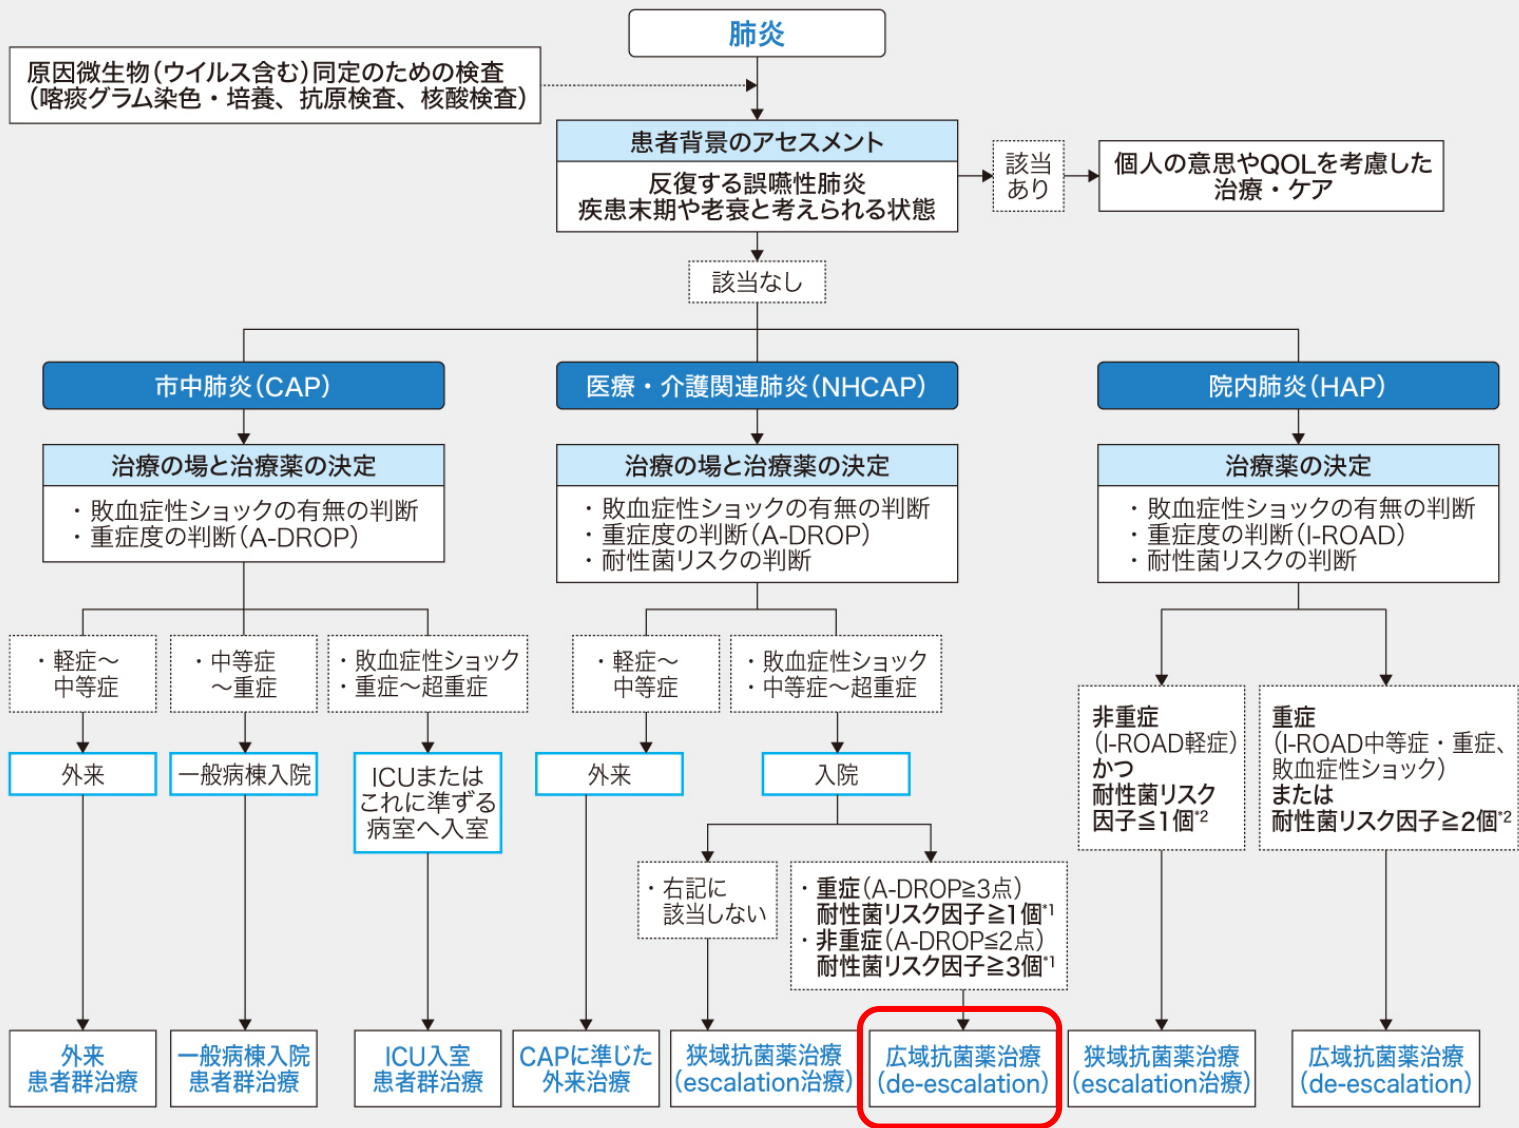 肺炎
原因微生物(ウイルス含む)同定のための検査
(喀痰グラム染色・培養、抗原検査、核酸検査)
患者背景のアセスメント
反復する誤嚥性肺炎
疾患末期や老衰と考えられる状態
該当
あり
個人の意思やQOLを考慮した
治療・ケア
該当なし
市中肺炎(CAP)
治療の場と治療薬の決定
・敗血症性ショックの有無の判断
・重症度の判断(A-DROP)
・軽症〜
中等症
・中等症
〜重症
・敗血症性ショック
・重症〜超重症
外来
一般病棟入院
ICUまたは
これに準ずる
病室へ入室
外来
患者群治療
一般病棟入院
患者群治療
ICU入室
患者群治療
医療・介護関連肺炎(NHCAP)
治療の場と治療薬の決定
・敗血症性ショックの有無の判断
・重症度の判断(A-DROP)
・耐性菌リスクの判断
・軽症〜
中等症
・敗血症性ショック
・中等症〜超重症
外来
入院
・右記に
該当しない
・重症(A-DROP≧3点)
耐性菌リスク因子≧1個*1
・非重症(A-DROP≦2点)
耐性菌リスク因子≧3個*1
CAPに準じた
外来治療
狭域抗菌薬治療
(escalation治療)
広域抗菌薬治療
(de-escalation)
院内肺炎(HAP)
治療薬の決定
・敗血症性ショックの有無の判断
・重症度の判断(I-ROAD)
・耐性菌リスクの判断
非重症
(I-ROAD軽症)
かつ
耐性菌リスク
因子≦1個*2
重症
(I-ROAD中等症・重症、
敗血症性ショック)
または
耐性菌リスク因子≧2個*2
狭域抗菌薬治療
(escalation治療)
広域抗菌薬治療
(de-escalation)